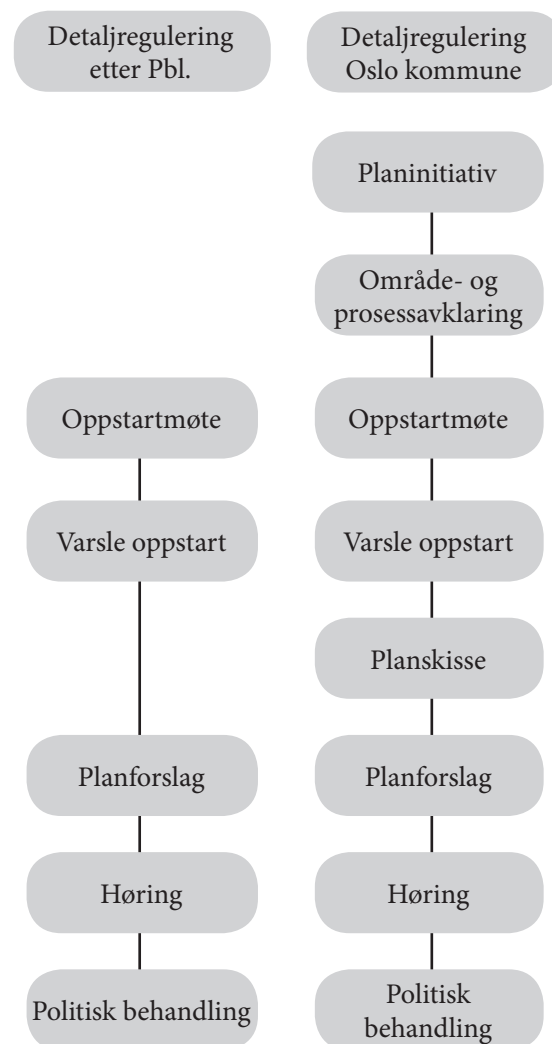 Detaljregulering
etter Pbl.
Detaljregulering
Oslo kommune
Planinitiativ
Område- og
prosessavklaring
Oppstartmøte
Oppstartmøte
Varsle oppstart
Varsle oppstart
Planskisse
Planforslag
Planforslag
Høring
Høring
Politisk behandling
Politisk
behandling